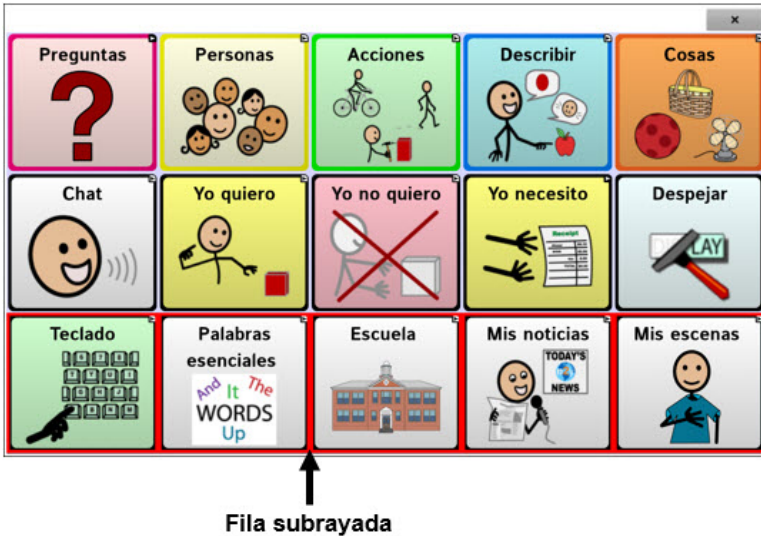 ×
Preguntas
Personas
Acciones
Describir
Cosas
Chat
Yo quiero
Yo no quiero
Yo necesito
Receipt
Despejar
LAY
Teclado
Palabras
esenciales
And It The
WORDS
Up
Escuela
Mis noticias
TODAY'S
NEWS
Mis escenas
Fila subrayada